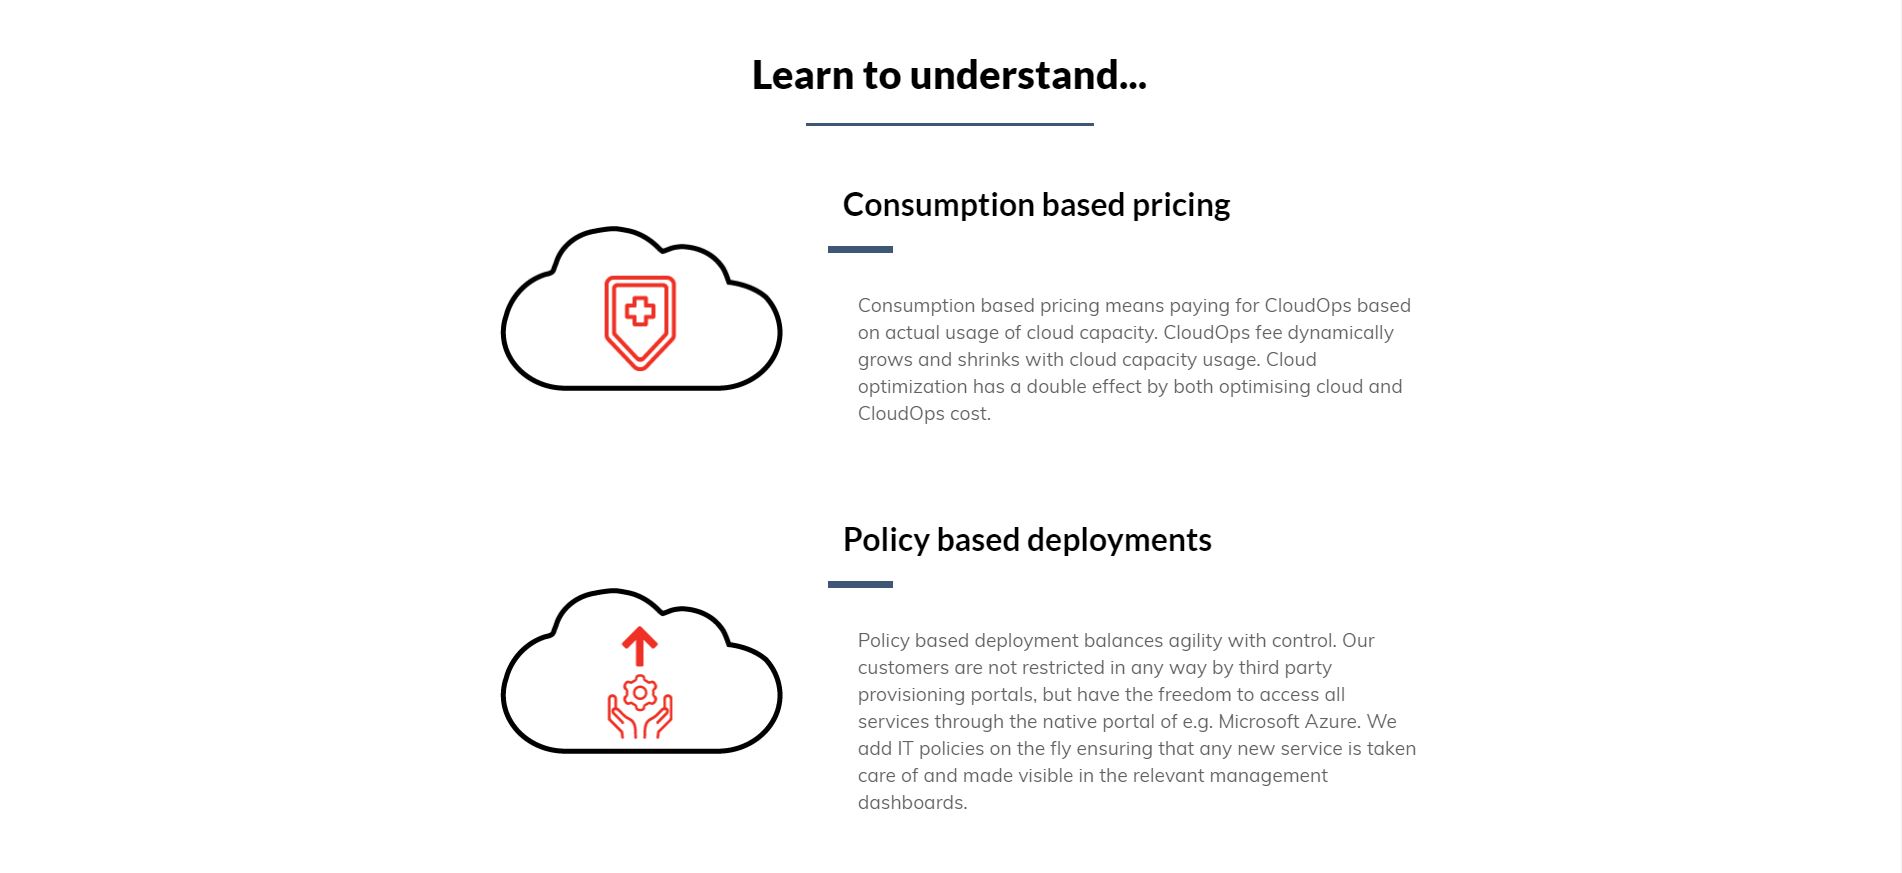 Learn to understand...
Consumption based pricing
Consumption based pricing means paying for CloudOps based
on actual usage of cloud capacity. CloudOps fee dynamically
grows and shrinks with cloud capacity usage. Cloud
optimization has a double effect by both optimising cloud and
CloudOps cost.
Policy based deployments
Policy based deployment balances agility with control. Our
customers are not restricted in any way by third party
provisioning portals, but have the freedom to access all
services through the native portal of e.g. Microsoft Azure. We
add IT policies on the fly ensuring that any new service is taken
care of and made visible in the relevant management
dashboards.